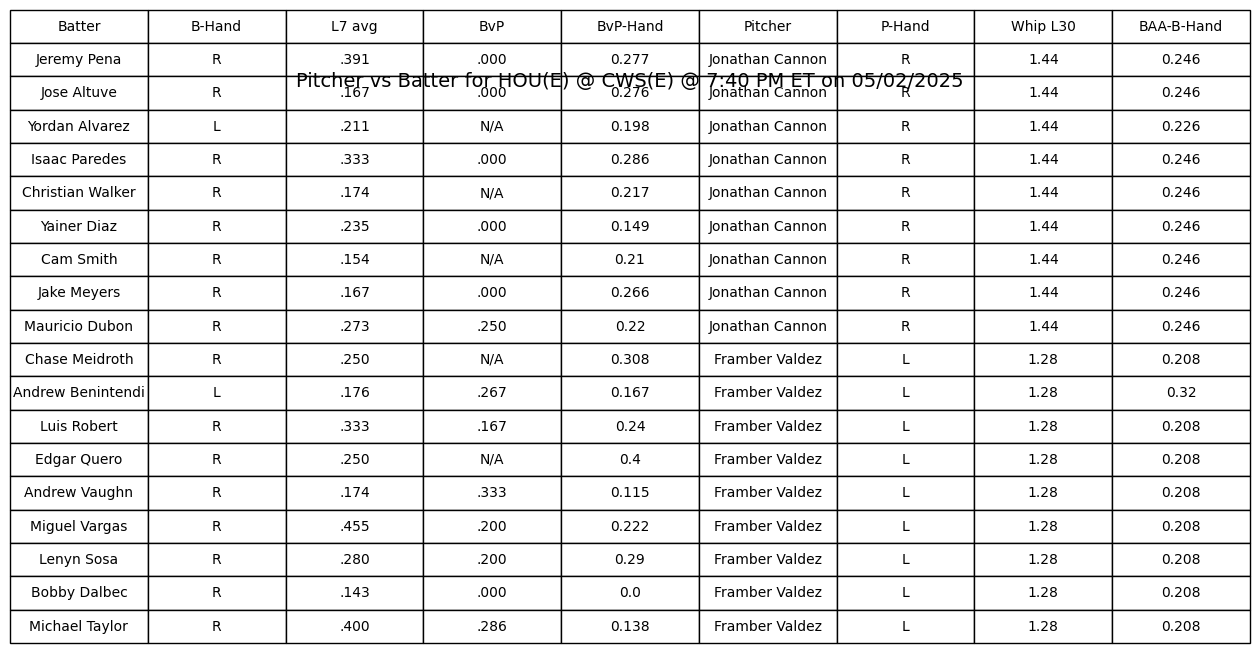 Batter B-Hand L7 avg BvP BvP-Hand Pitcher P-Hand Whip L30 BAA-B-Hand
Jeremy Pena R .391 .000 0.277 Jonathan Cannon R 1.44 0.246
Pitcher vs Batter for HOU(E) @ CWS(E) @ 7:40 PM ET on 05/02/2025
Jose Altuve R .167 .000 0.276 Jonathan Cannon R 1.44 0.246
Yordan Alvarez L .211 N/A 0.198 Jonathan Cannon R 1.44 0.226
Isaac Paredes R .333 .000 0.286 Jonathan Cannon R 1.44 0.246
Christian Walker R .174 N/A 0.217 Jonathan Cannon R 1.44 0.246
Yainer Diaz R .235 .000 0.149 Jonathan Cannon R 1.44 0.246
Cam Smith R .154 N/A 0.21 Jonathan Cannon R 1.44 0.246
Jake Meyers R .167 .000 0.266 Jonathan Cannon R 1.44 0.246
Mauricio Dubon R .273 .250 0.22 Jonathan Cannon R 1.44 0.246
Chase Meidroth R .250 N/A 0.308 Framber Valdez L 1.28 0.208
Andrew Benintendi L .176 .267 0.167 Framber Valdez L 1.28 0.32
Luis Robert R .333 .167 0.24 Framber Valdez L 1.28 0.208
Edgar Quero R .250 N/A 0.4 Framber Valdez L 1.28 0.208
Andrew Vaughn R .174 .333 0.115 Framber Valdez L 1.28 0.208
Miguel Vargas R .455 .200 0.222 Framber Valdez L 1.28 0.208
Lenyn Sosa R .280 .200 0.29 Framber Valdez L 1.28 0.208
Bobby Dalbec R .143 .000 0.0 Framber Valdez L 1.28 0.208
Michael Taylor R .400 .286 0.138 Framber Valdez L 1.28 0.208